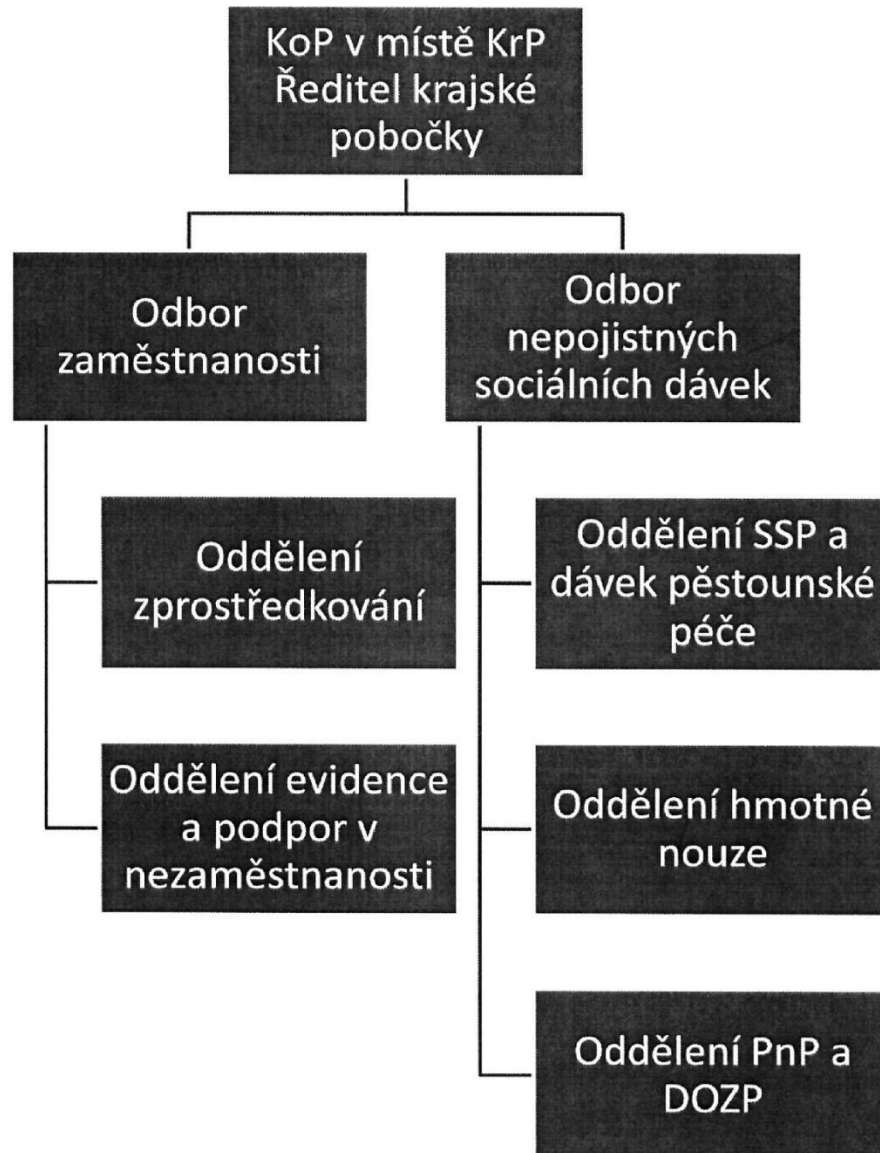 KoP v místě KrP
Ředitel krajské
pobočky
Odbor
zaměstnanosti
Odbor
nepojistných
sociálních dávek
Oddělení
zprostředkování
Oddělení evidence
a podpor v
nezaměstnanosti
Oddělení SSP a
dávek pěstounské
péče
Oddělení hmotné
nouze
Oddělení PnP a
DOZP